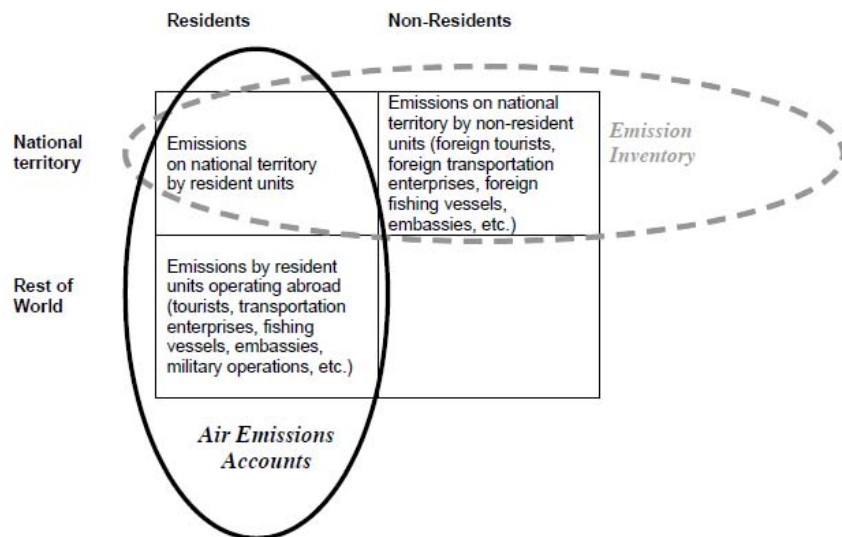 Residents
Non-Residents
National
territory
Emissions
on national territory
by resident units
Emissions on national
territory by non-resident
units (foreign tourists,
foreign transportation
enterprises, foreign
fishing vessels,
embassies, etc.)
Emission
Inventory
Rest of
World
Emissions by resident
units operating abroad
(tourists, transportation
enterprises, fishing
vessels, embassies,
military operations, etc.)
Air Emissions
Accounts